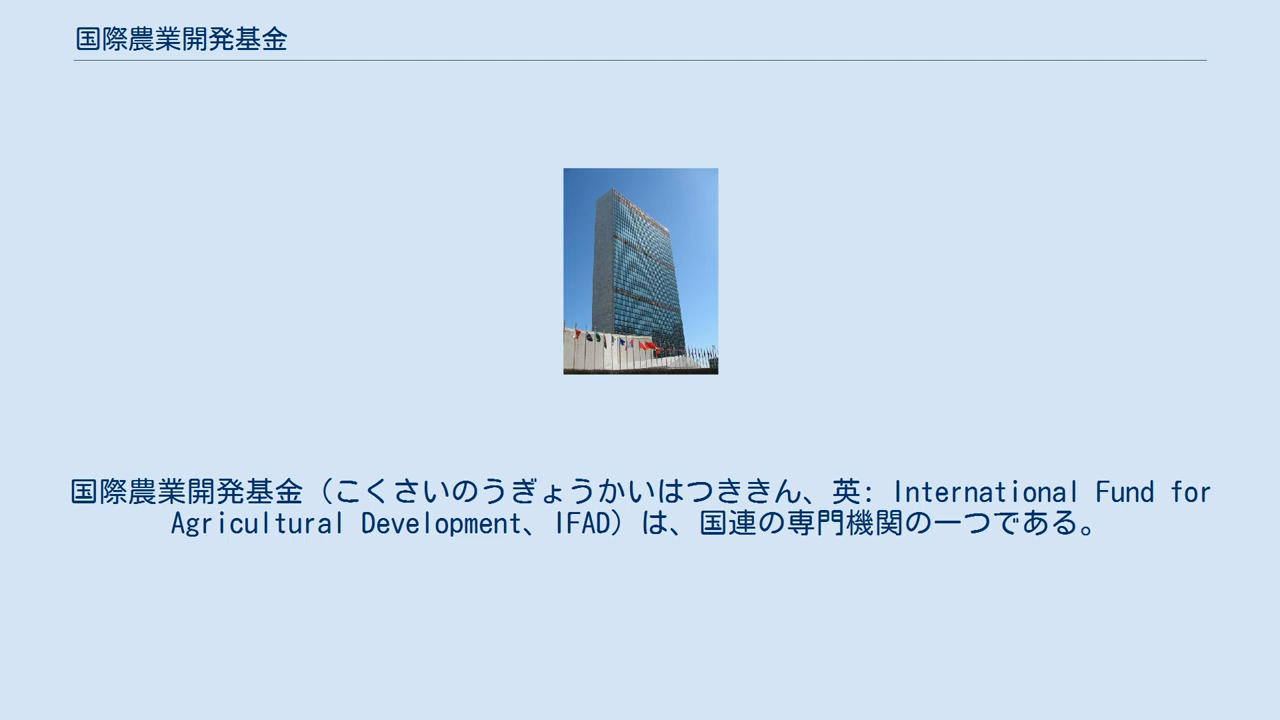 国際農業開発基金
国際農業開発基金（こくさいのうぎょうかいはつききん、英: International Fund for
Agricultural Development、IFAD）は、国連の専門機関の一つである。